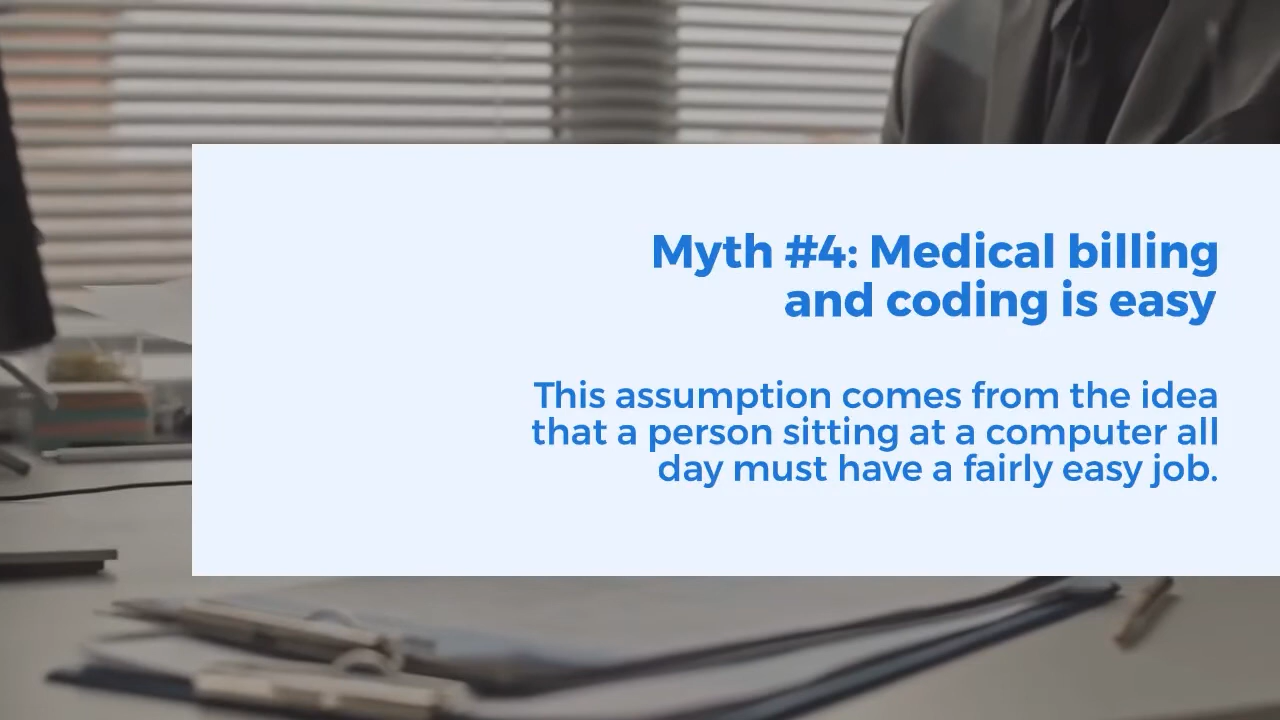 Myth #4: Medical billing
and coding is easy
This assumption comes from the idea
that a person sitting at a computer all
day must have a fairly easy job.